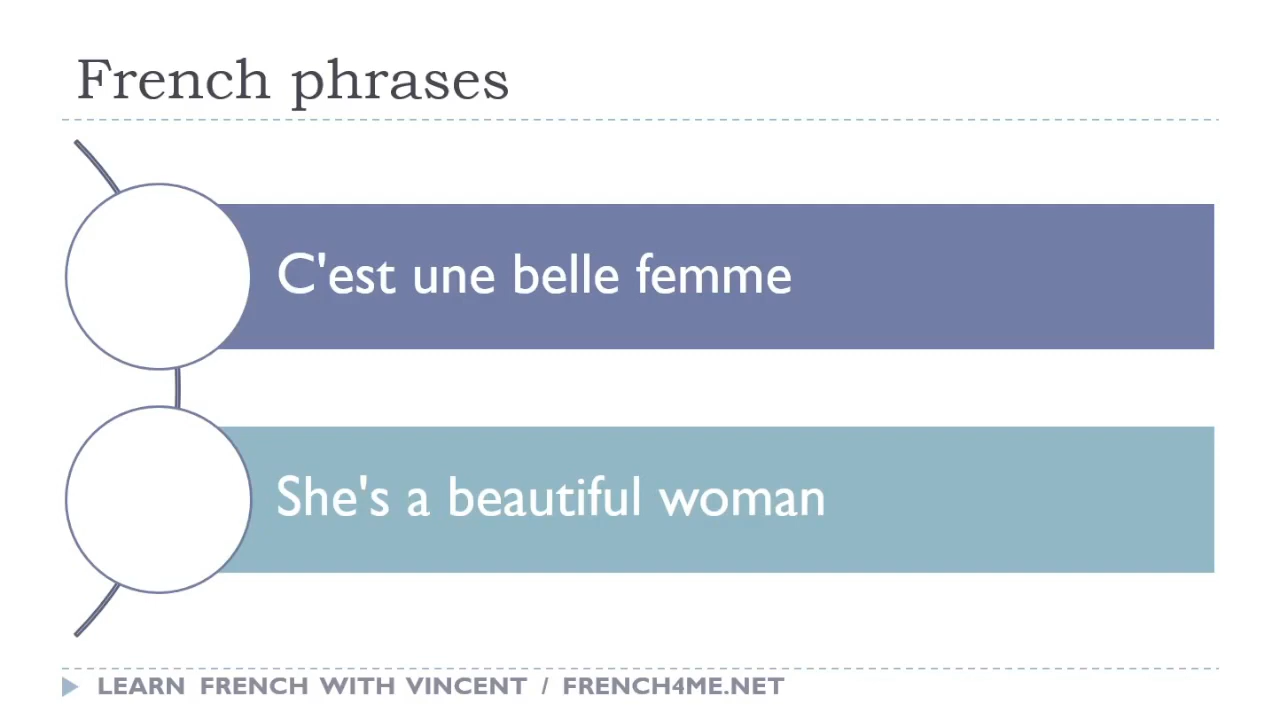 French phrases
C'est une belle femme
She's a beautiful woman
LEARN FRENCH WITH VINCENT / FRENCH4ME.NET